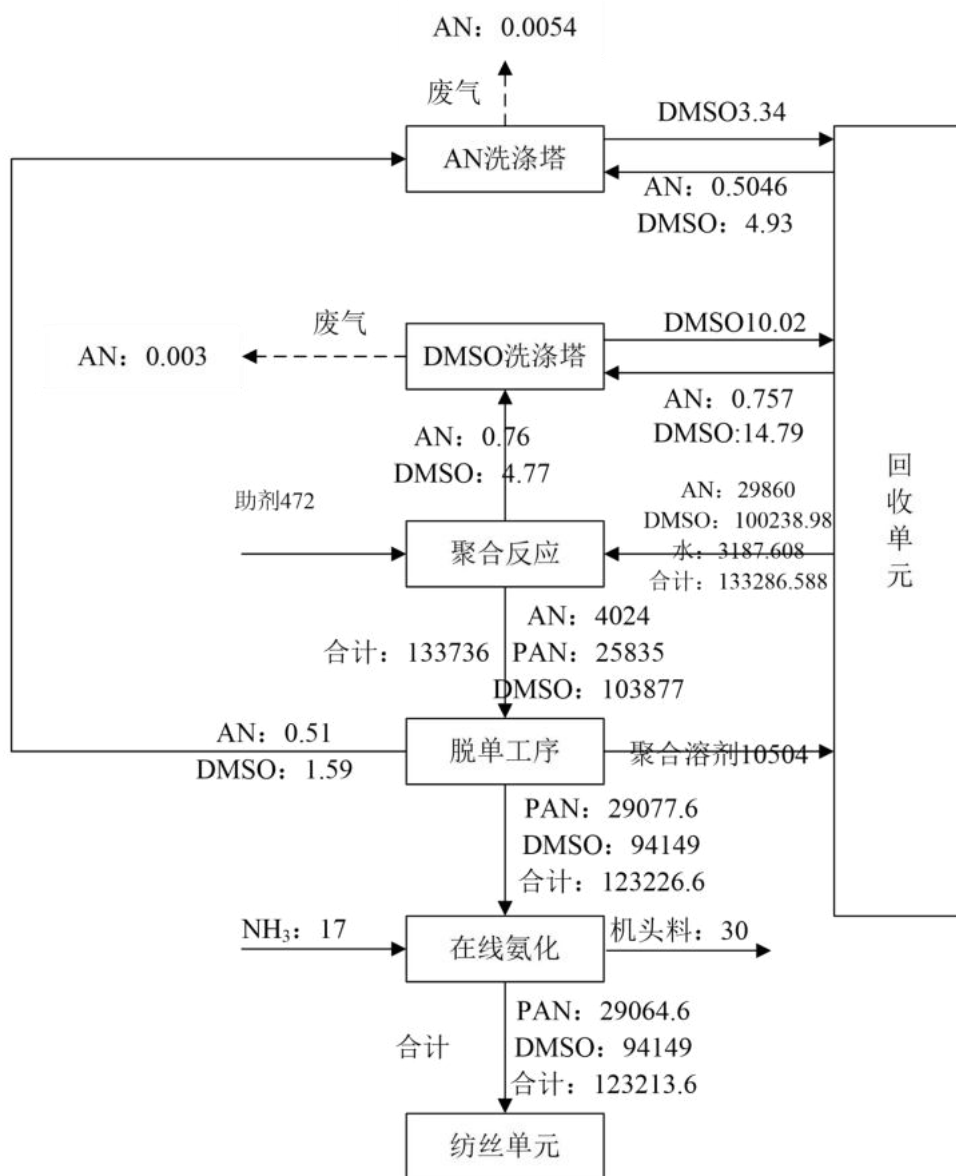 AN：0.0054
废气
DMSO3.34
AN洗涤塔
AN：0.5046
DMSO：4.93
废气
DMSO10.02
AN：0.003
DMSO洗涤塔
AN：0.757
DMSO:14.79
AN：0.76
DMSO：4.77
回收单元
助剂472
AN：29860
DMSO：100238.98
水：3187.608
合计：133286.588
聚合反应
AN：4024
合计：133736
PAN：25835
DMSO：103877
AN：0.51
DMSO：1.59
脱单工序
聚合溶剂10504
PAN：29077.6
DMSO：94149
合计：123226.6
NH₃：17
在线氨化
机头料：30
PAN：29064.6
合计
DMSO：94149
合计：123213.6
纺丝单元